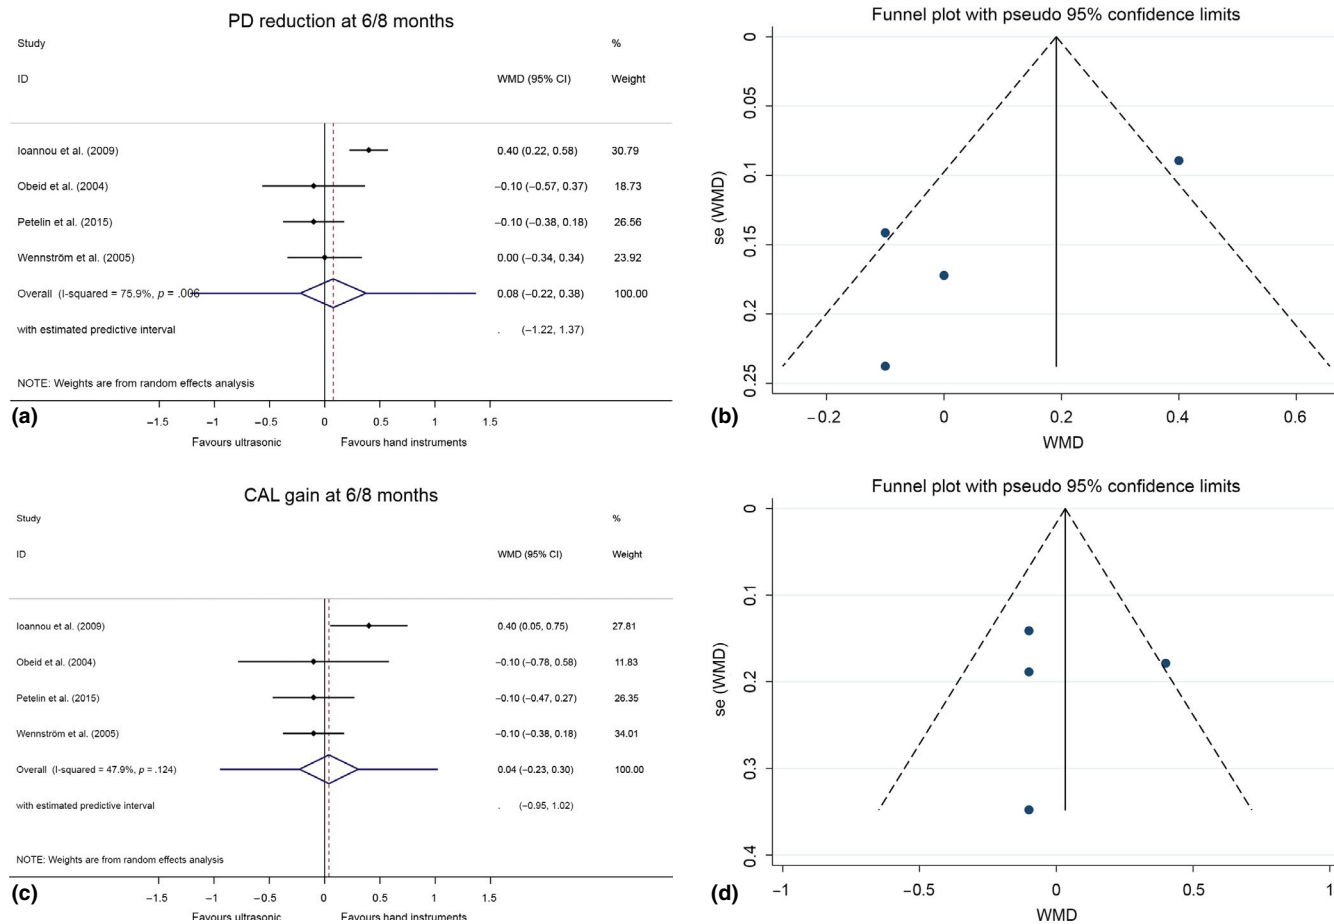 PD reduction at 6/8 months
Study %
ID WMD (95% CI) Weight
Ioannou et al. (2009) 0.40 (0.22, 0.58) 30.79
Obeid et al. (2004) −0.10 (−0.57, 0.37) 18.73
Petelin et al. (2015) −0.10 (−0.38, 0.18) 26.56
Wennström et al. (2005) 0.00 (−0.34, 0.34) 23.92
Overall (I-squared = 75.9%, p = .006 0.08 (−0.22, 0.38) 100.00
with estimated predictive interval . (−1.22, 1.37)
NOTE: Weights are from random effects analysis
(a)
−1.5 −1 −0.5 0 0.5 1 1.5
Favours ultrasonic Favours hand instruments
Funnel plot with pseudo 95% confidence limits
0
0.05
0.1
0.15
0.2
0.25
se (WMD)
(b)
−0.2 0 0.2 0.4 0.6
WMD
CAL gain at 6/8 months
Study %
ID WMD (95% CI) Weight
Ioannou et al. (2009) 0.40 (0.05, 0.75) 27.81
Obeid et al. (2004) −0.10 (−0.78, 0.58) 11.83
Petelin et al. (2015) −0.10 (−0.47, 0.27) 26.35
Wennström et al. (2005) −0.10 (−0.38, 0.18) 34.01
Overall (I-squared = 47.9%, p = .124) 0.04 (−0.23, 0.30) 100.00
with estimated predictive interval . (−0.95, 1.02)
NOTE: Weights are from random effects analysis
(c)
−1.5 −1 −0.5 0 0.5 1 1.5
Favours ultrasonic Favours hand instruments
Funnel plot with pseudo 95% confidence limits
0
0.1
0.2
0.3
0.4
se (WMD)
(d)
−1 −0.5 0 0.5 1
WMD